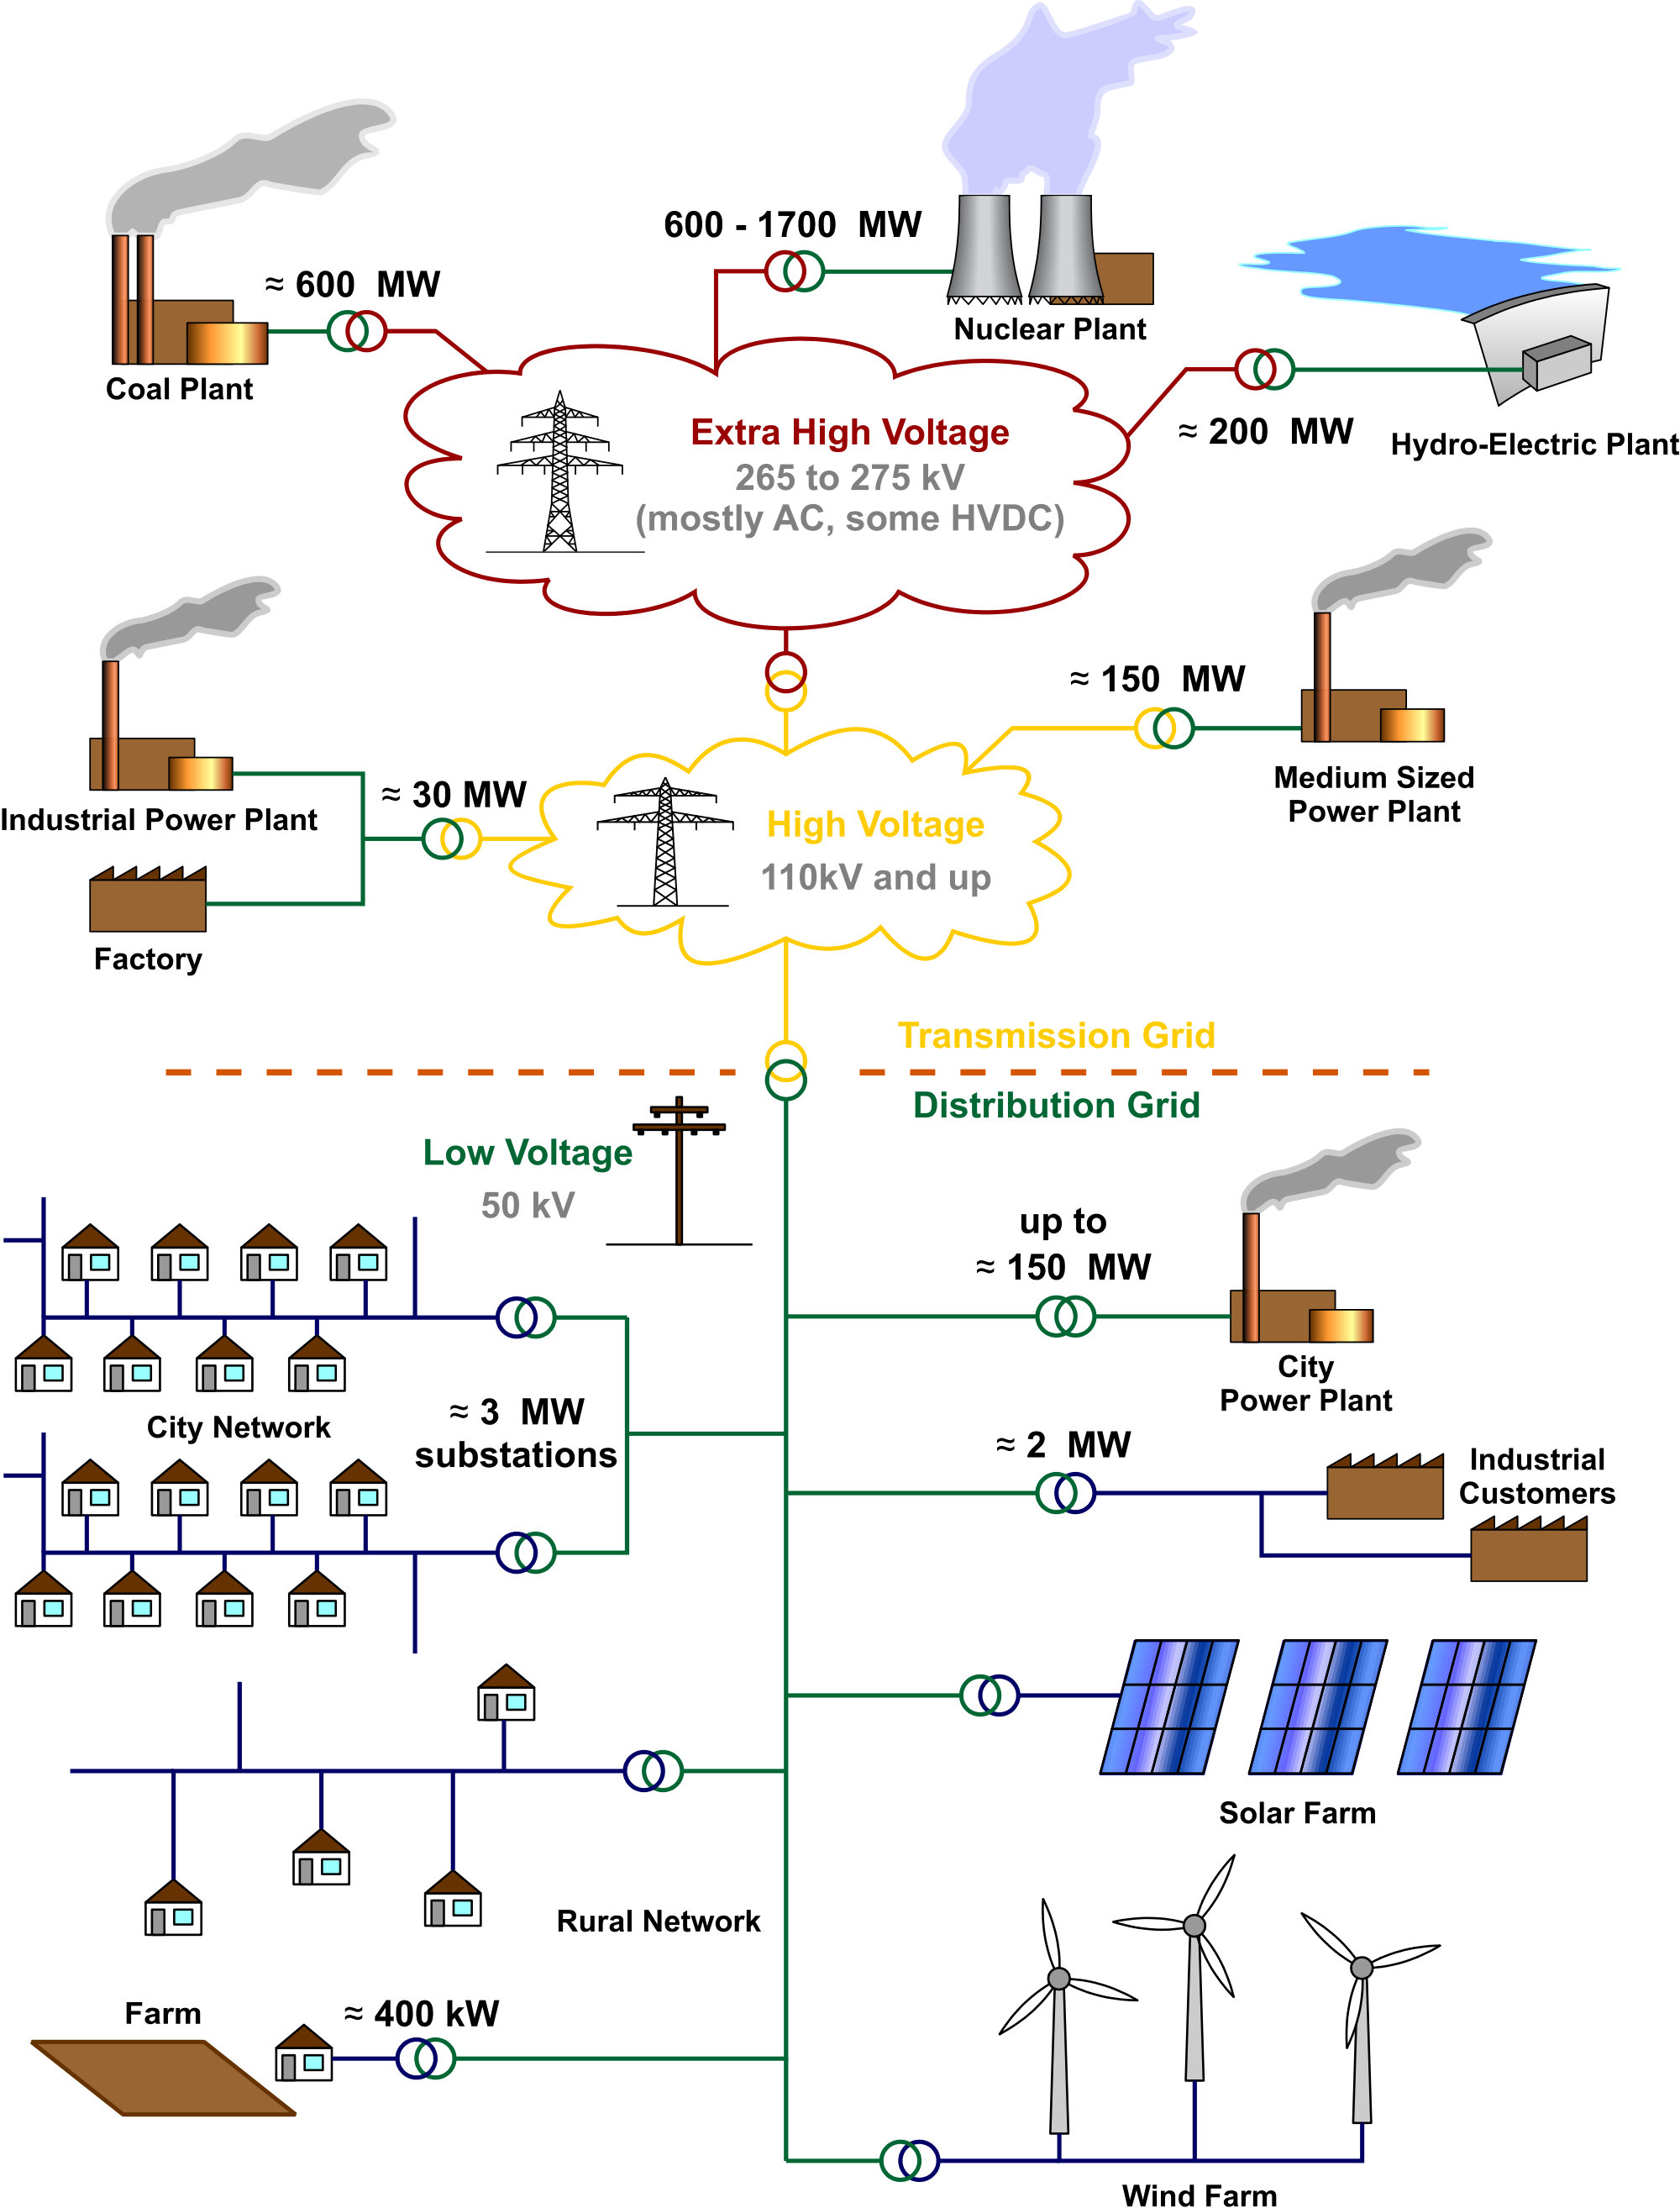 600 - 1700  MW
≈ 600  MW
Nuclear Plant
Coal Plant
≈ 200  MW
Hydro-Electric Plant
Extra High Voltage
265 to 275 kV
(mostly AC, some HVDC)
≈ 150  MW
Medium Sized
Power Plant
≈ 30 MW
Industrial Power Plant
Factory
High Voltage
110kV and up
Transmission Grid
Distribution Grid
Low Voltage
50 kV
up to
≈ 150  MW
City
Power Plant
City Network
≈ 3  MW
substations
≈ 2  MW
Industrial
Customers
Solar Farm
Rural Network
Farm
≈ 400 kW
Wind Farm